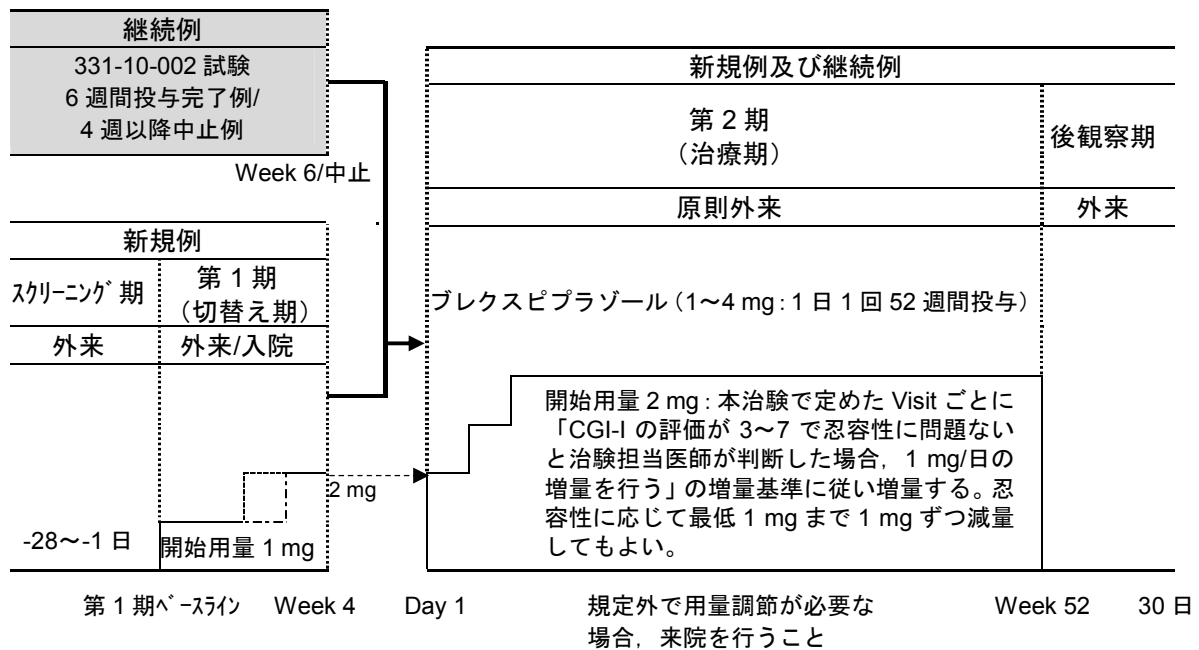 継続例
331-10-002 試験
6 週間投与完了例/
4 週以降中止例
Week 6/中止
新規例
ｽｸﾘｰﾆﾝｸﾞ期
第 1 期
（切替え期）
外来
外来/入院
-28～-1 日
開始用量 1 mg
2 mg
新規例及び継続例
第 2 期
（治療期）
後観察期
原則外来
外来
ブレクスピプラゾール（1～4 mg：1 日 1 回 52 週間投与）
開始用量 2 mg：本治験で定めた Visit ごとに
「CGI-I の評価が 3～7 で忍容性に問題ない
と治験担当医師が判断した場合，1 mg/日の
増量を行う」の増量基準に従い増量する。忍
容性に応じて最低 1 mg まで 1 mg ずつ減量
してもよい。
第 1 期ﾍﾞｰｽﾗｲﾝ
Week 4
Day 1
規定外で用量調節が必要な
場合，来院を行うこと
Week 52
30 日